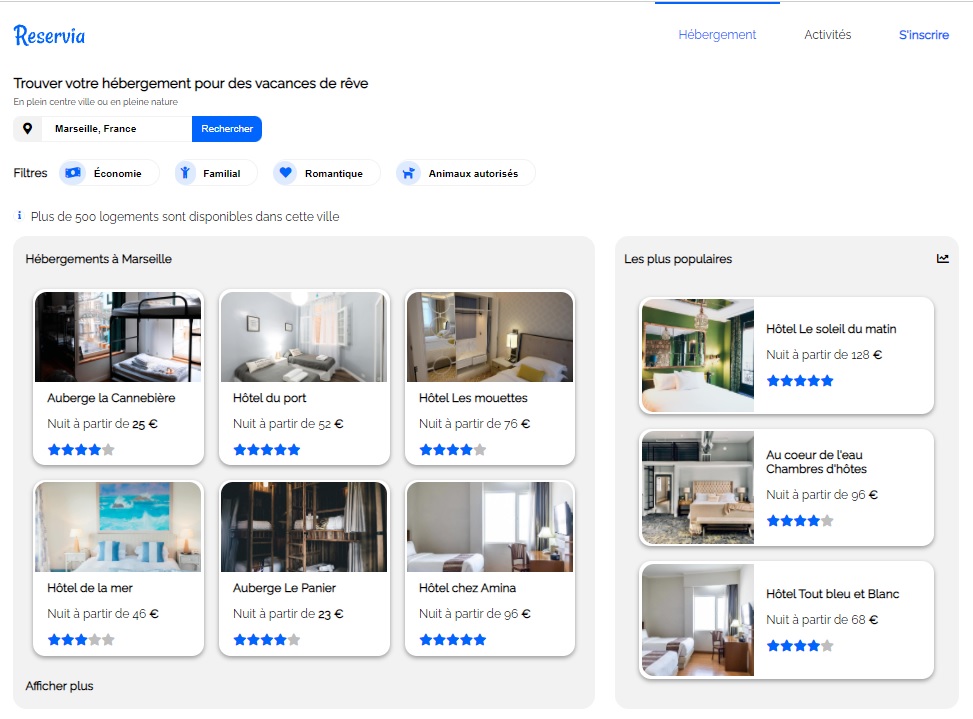 Reservia
Hébergement
Activités
S'inscrire
Trouver votre hébergement pour des vacances de rêve
En plein centre ville ou en pleine nature
Marseille, France
Rechercher
Filtres
Économie
Familial
Romantique
Animaux autorisés
Plus de 500 logements sont disponibles dans cette ville
Hébergements à Marseille
Auberge la Cannebière
Nuit à partir de 25 €
Hôtel du port
Nuit à partir de 52 €
Hôtel Les mouettes
Nuit à partir de 76 €
Hôtel de la mer
Nuit à partir de 46 €
Auberge Le Panier
Nuit à partir de 23 €
Hôtel chez Amina
Nuit à partir de 96 €
Afficher plus
Les plus populaires
Hôtel Le soleil du matin
Nuit à partir de 128 €
Au coeur de l'eau
Chambres d'hôtes
Nuit à partir de 96 €
Hôtel Tout bleu et Blanc
Nuit à partir de 68 €